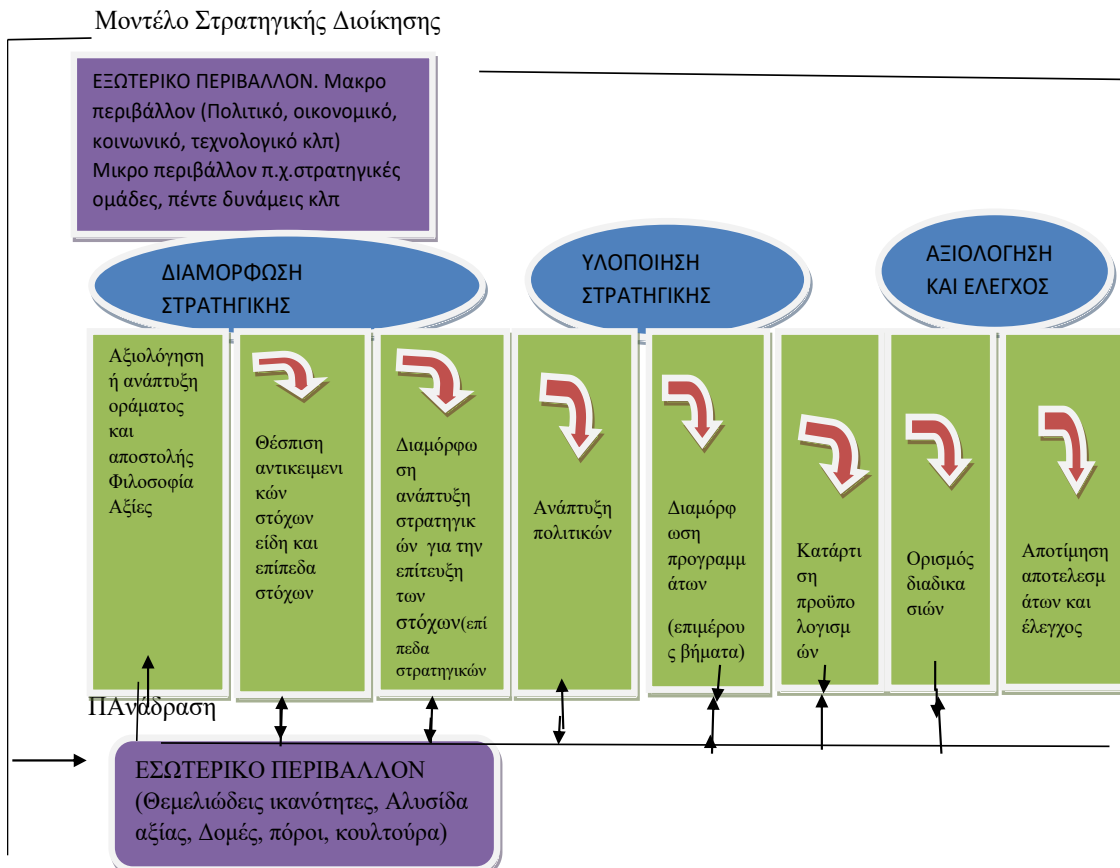 Μοντέλο Στρατηγικής Διοίκησης
ΕΞΩΤΕΡΙΚΟ ΠΕΡΙΒΑΛΛΟΝ. Μακρο
περιβάλλον (Πολιτικό, οικονομικό,
κοινωνικό, τεχνολογικό κλπ)
Μικρο περιβάλλον π.χ.στρατηγικές
ομάδες, πέντε δυνάμεις κλπ
ΔΙΑΜΟΡΦΩΣΗ
ΣΤΡΑΤΗΓΙΚΗΣ
ΥΛΟΠΟΙΗΣΗ
ΣΤΡΑΤΗΓΙΚΗΣ
ΑΞΙΟΛΟΓΗΣΗ
ΚΑΙ ΕΛΕΓΧΟΣ
Αξιολόγηση
ή ανάπτυξη
οράματος
και
αποστολής
Φιλοσοφία
Αξίες
Θέσπιση
αντικειμενι
κών
στόχων
είδη και
επίπεδα
στόχων
Διαμόρφω
ση
ανάπτυξη
στρατηγικ
ών για την
επίτευξη
των
στόχων(επί
πεδα
στρατηγικών
Ανάπτυξη
πολιτικών
Διαμόρφ
ωση
προγραμμ
άτων
(επιμέρου
ς βήματα)
Κατάρτι
ση
προϋπο
λογισμ
ών
Ορισμός
διαδικα
σιών
Αποτίμηση
αποτελεσμ
άτων και
έλεγχος
ΠΑνάδραση
ΕΣΩΤΕΡΙΚΟ ΠΕΡΙΒΑΛΛΟΝ
(Θεμελιώδεις ικανότητες, Αλυσίδα
αξίας, Δομές, πόροι, κουλτούρα)